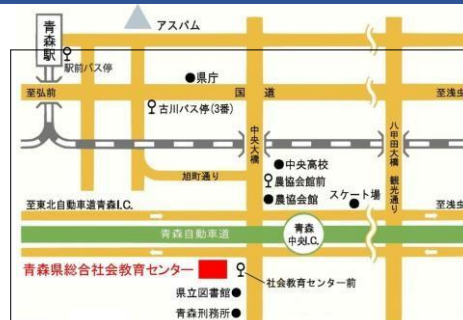 アスパム
青森駅
駅前バス停
県庁
至弘前
国道
至浅虫
古川バス停(3番)
中央大橋
八甲田大橋 観光通り
中央高校
旭町通り
農協会館前
農協会館
スケート場
至東北自動車道青森I.C.
至浅虫
青森自動車道
青森中央I.C.
青森県総合社会教育センター
社会教育センター前
県立図書館
青森刑務所